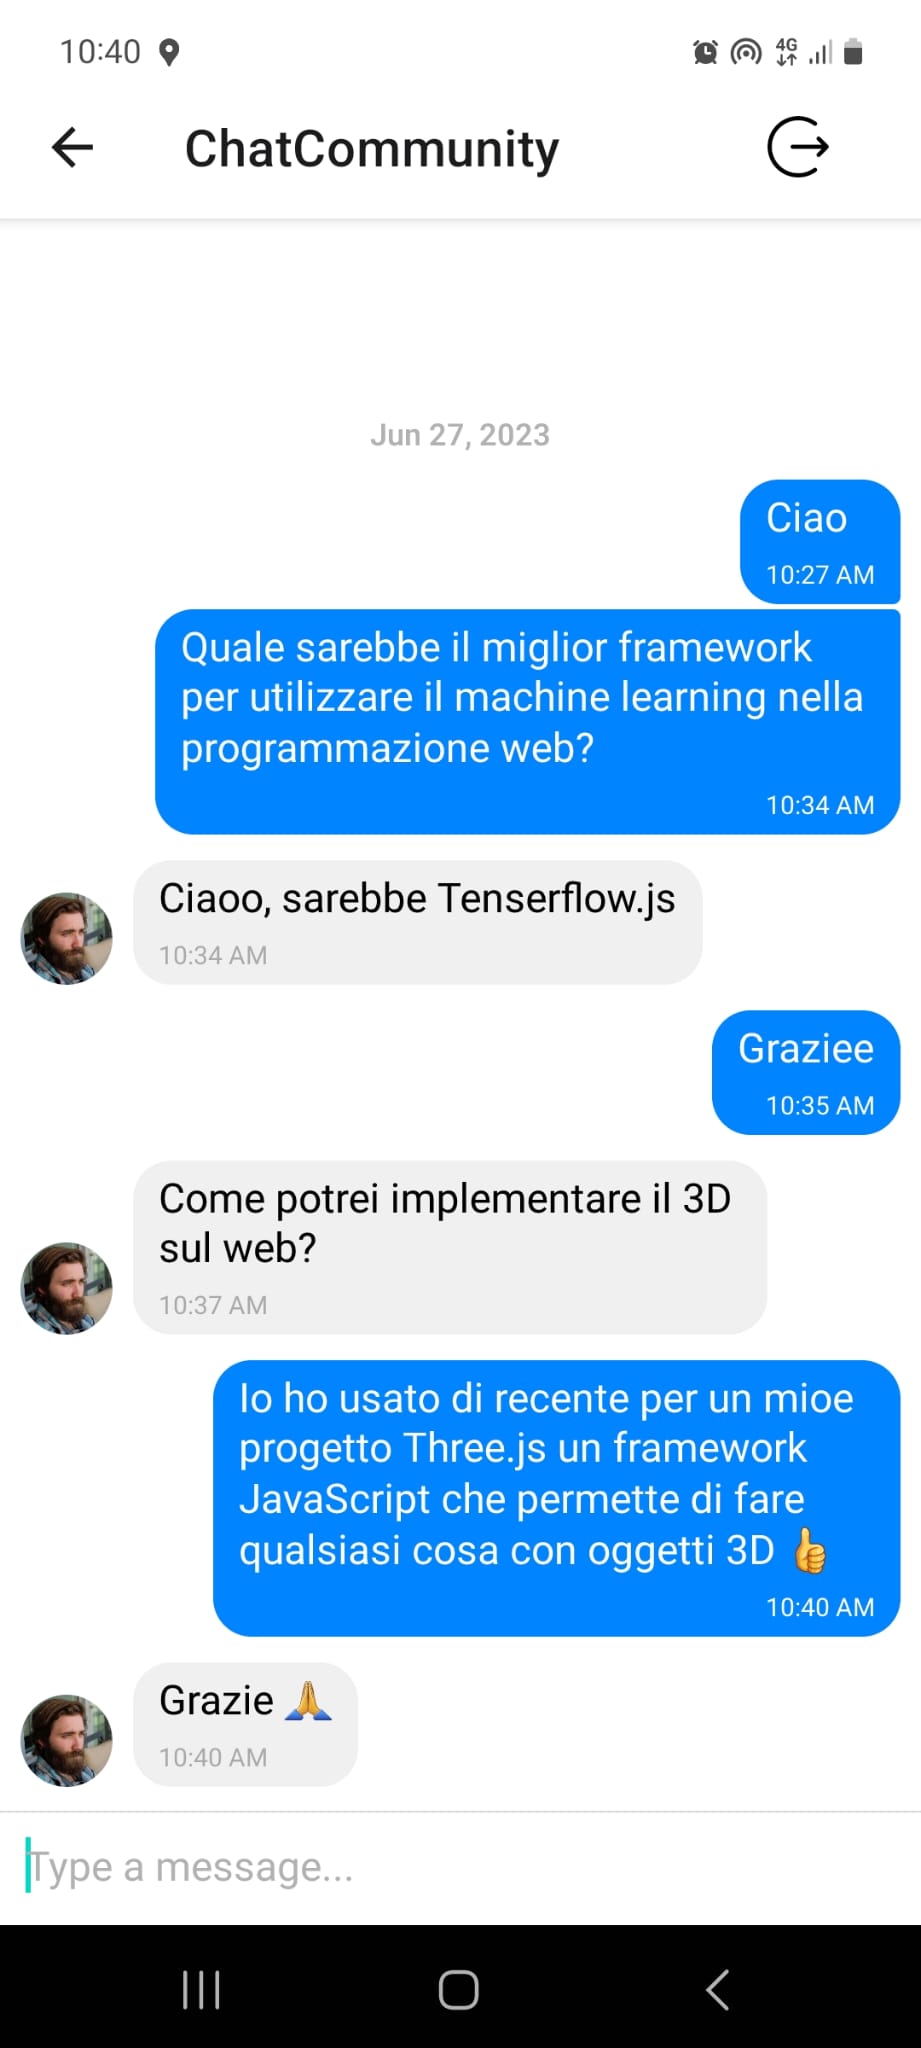 10:40
4G
ChatCommunity
Jun 27, 2023
Ciao
10:27 AM
Quale sarebbe il miglior framework
per utilizzare il machine learning nella
programmazione web?
10:34 AM
Ciaoo, sarebbe Tenserflow.js
10:34 AM
Graziee
10:35 AM
Come potrei implementare il 3D
sul web?
10:37 AM
Io ho usato di recente per un mioe
progetto Three.js un framework
JavaScript che permette di fare
qualsiasi cosa con oggetti 3D 👍
10:40 AM
Grazie 🙏
10:40 AM
Type a message...